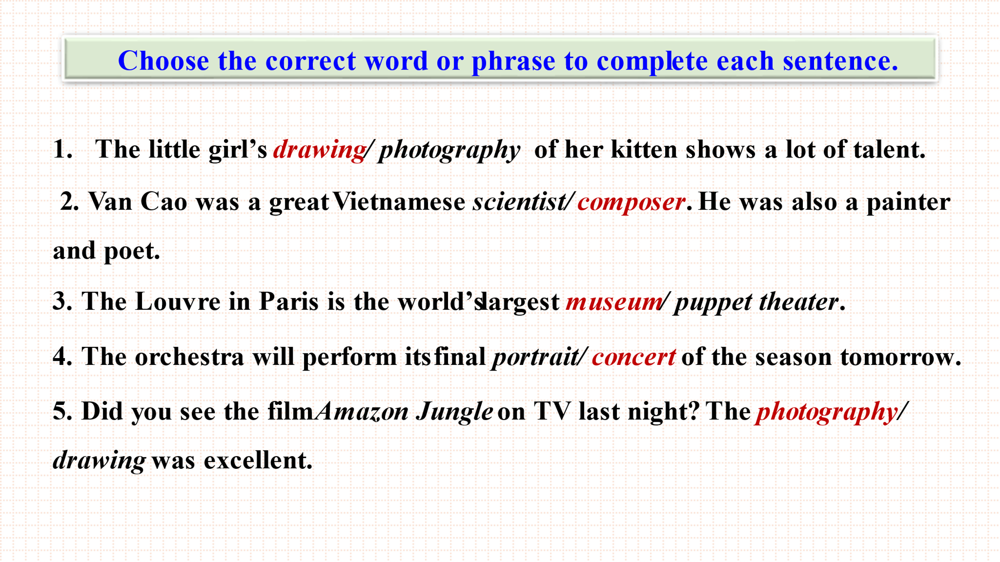 Choose the correct word or phrase to complete each sentence.
1. The little girl’s drawing/ photography of her kitten shows a lot of talent.
2. Van Cao was a great Vietnamese scientist/ composer. He was also a painter
and poet.
3. The Louvre in Paris is the world’s largest museum/ puppet theater.
4. The orchestra will perform its final portrait/ concert of the season tomorrow.
5. Did you see the film Amazon Jungle on TV last night? The photography/
drawing was excellent.